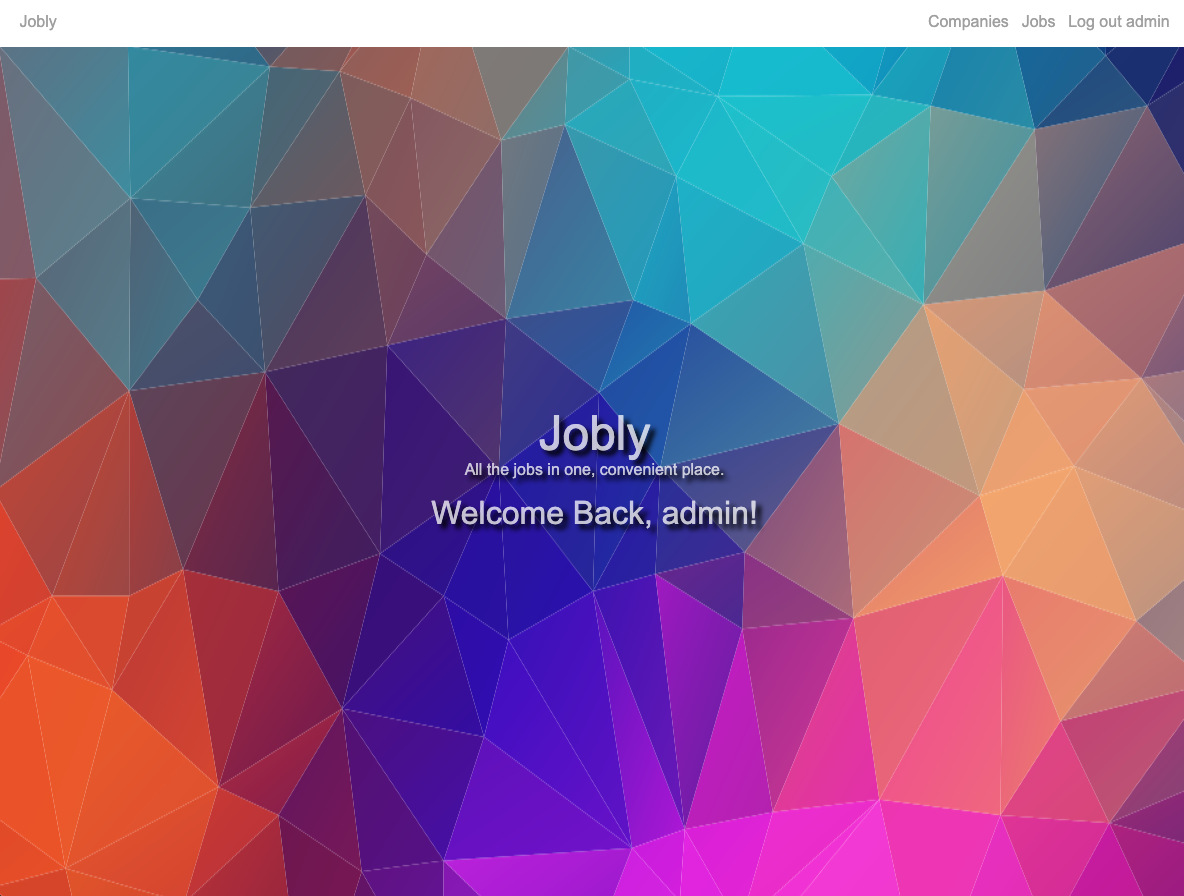 Jobly
Companies Jobs Log out admin
Jobly
All the jobs in one, convenient place.
Welcome Back, admin!